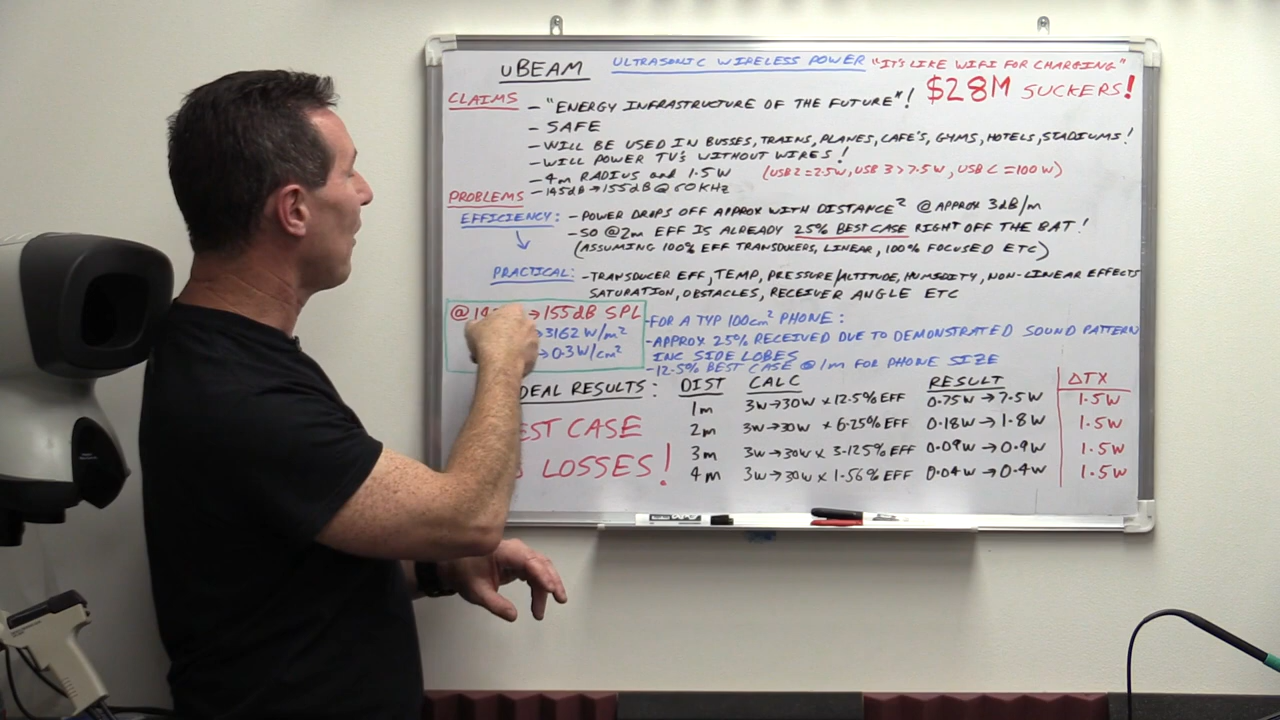 uBEAM ULTRASONIC WIRELESS POWER "IT'S LIKE WIFI FOR CHARGING"
$28M SUCKERS!
CLAIMS - "ENERGY INFRASTRUCTURE OF THE FUTURE"!
- SAFE
- WILL BE USED IN BUSSES, TRAINS, PLANES, CAFE'S, GYMS, HOTELS, STADIUMS!
- WILL POWER TV'S WITHOUT WIRES!
- 4m RADIUS and 1.5W (USB2=2.5W, USB 3→7.5W, USB C=100W)
- 145dB→155dB@60KHz
PROBLEMS
EFFICIENCY: - POWER DROPS OFF APPROX WITH DISTANCE² @ APPROX 3dB/m
- SO @2m EFF IS ALREADY 25% BEST CASE RIGHT OFF THE BAT!
(ASSUMING 100% EFF TRANSDUCERS, LINEAR, 100% FOCUSED ETC)
PRACTICAL: - TRANSDUCER EFF, TEMP, PRESSURE/ALTITUDE, HUMIDITY, NON-LINEAR EFFECTS
SATURATION, OBSTACLES, RECEIVER ANGLE ETC
@ →155dB SPL
→3162W/m²
→0.3W/cm²
- FOR A TYP 100cm² PHONE:
- APPROX 25% RECEIVED DUE TO DEMONSTRATED SOUND PATTERN
INC SIDE LOBES
- 12.5% BEST CASE @ 1m FOR PHONE SIZE
RESULTS: DIST CALC RESULT ΔTX
1m 3W→30W × 12.5% EFF 0.75W→7.5W 1.5W
2m 3W→30W × 6.25% EFF 0.18W→1.8W 1.5W
3m 3W→30W × 3.125% EFF 0.09W→0.9W 1.5W
4m 3W→30W × 1.56% EFF 0.04W→0.4W 1.5W
CASE
LOSSES!